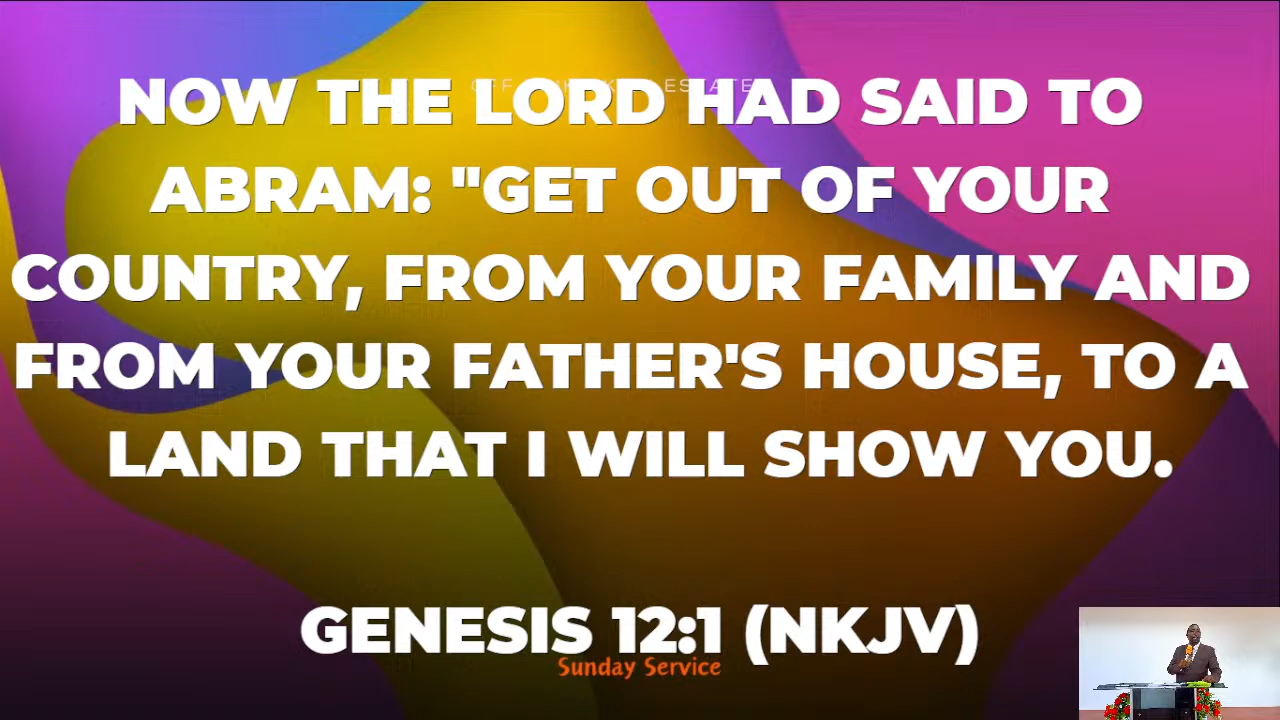 NOW THE LORD HAD SAID TO
ABRAM: "GET OUT OF YOUR
COUNTRY, FROM YOUR FAMILY AND
FROM YOUR FATHER'S HOUSE, TO A
LAND THAT I WILL SHOW YOU.
GENESIS 12:1 (NKJV)
Sunday Service